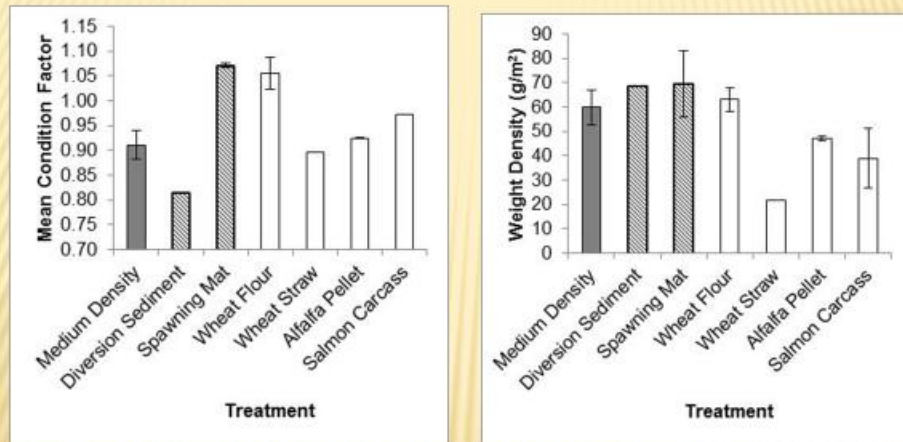 Mean Condition Factor
1.15
1.10
1.05
1.00
0.95
0.90
0.85
0.80
0.75
0.70
Medium Density
Diversion Sediment
Spawning Mat
Wheat Flour
Wheat Straw
Alfalfa Pellet
Salmon Carcass
Treatment
Weight Density (g/m²)
90
80
70
60
50
40
30
20
10
0
Medium Density
Diversion Sediment
Spawning Mat
Wheat Flour
Wheat Straw
Alfalfa Pellet
Salmon Carcass
Treatment